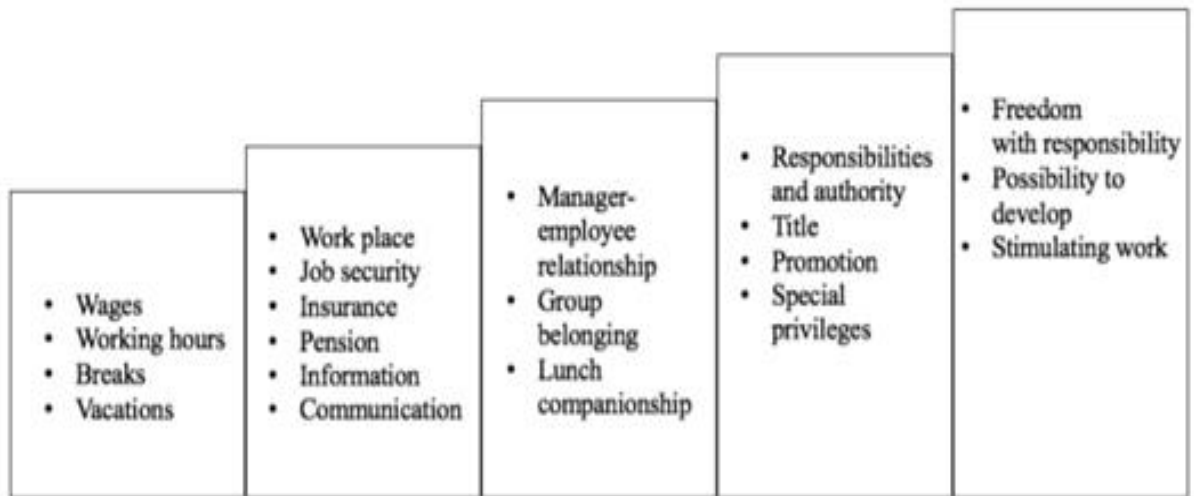 • Wages
• Working hours
• Breaks
• Vacations
• Work place
• Job security
• Insurance
• Pension
• Information
• Communication
• Manager-
employee
relationship
• Group
belonging
• Lunch
companionship
• Responsibilities
and authority
• Title
• Promotion
• Special
privileges
• Freedom
with responsibility
• Possibility to
develop
• Stimulating work